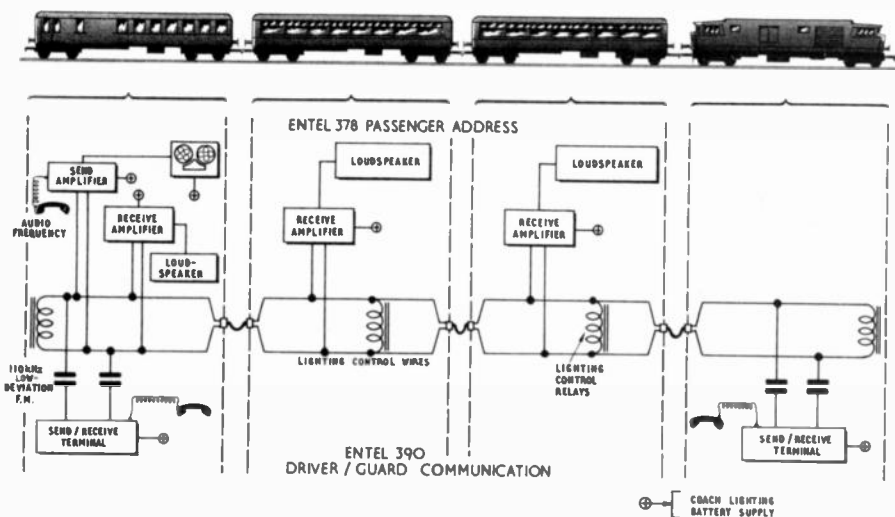 ENTEL 378 PASSENGER ADDRESS
SEND
AMPLIFIER
AUDIO
FREQUENCY
RECEIVE
AMPLIFIER
LOUD-
SPEAKER
LOUDSPEAKER
RECEIVE
AMPLIFIER
LOUDSPEAKER
RECEIVE
AMPLIFIER
110kHz
LOW-
DEVIATION
F.M.
LIGHTING CONTROL WIRES
LIGHTING
CONTROL
RELAYS
SEND / RECEIVE
TERMINAL
ENTEL 390
DRIVER / GUARD COMMUNICATION
SEND / RECEIVE
TERMINAL
COACH LIGHTING
BATTERY SUPPLY